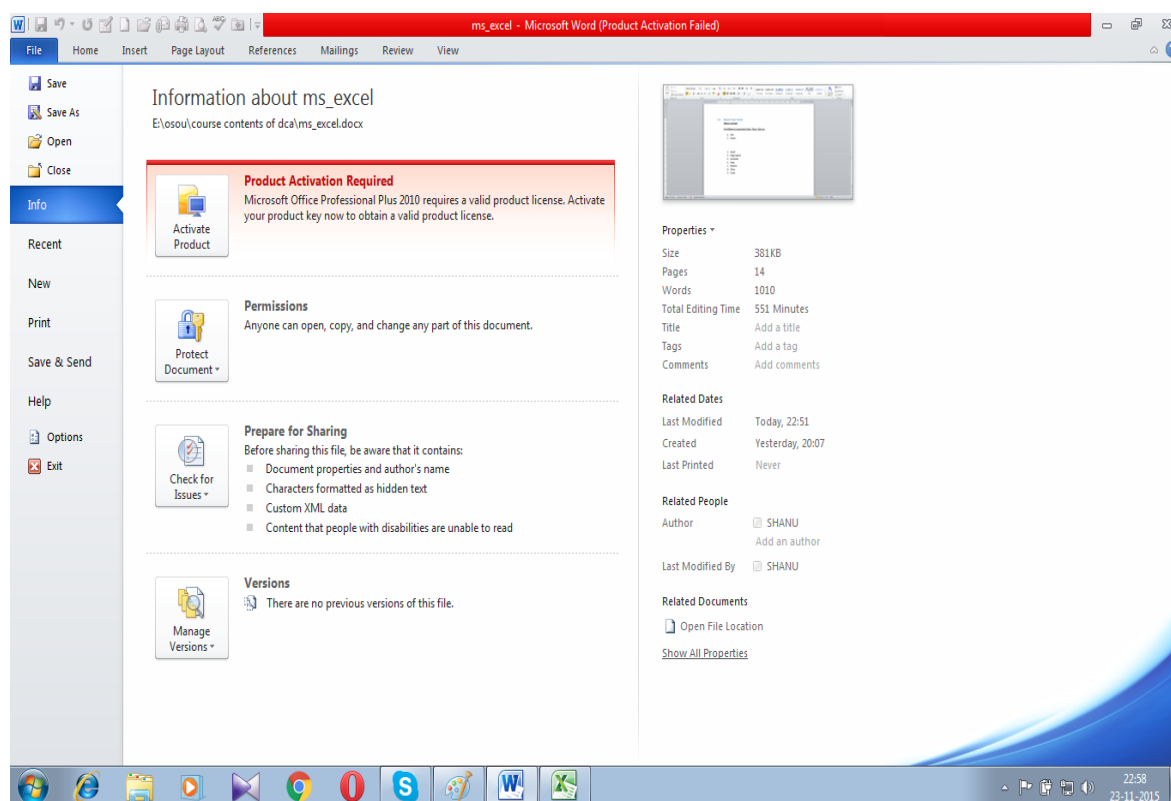 ms_excel - Microsoft Word (Product Activation Failed)
File Home Insert Page Layout References Mailings Review View
Save
Save As
Open
Close
Info
Recent
New
Print
Save & Send
Help
Options
Exit
Information about ms_excel
E:\osou\course contents of dca\ms_excel.docx
Activate
Product
Product Activation Required
Microsoft Office Professional Plus 2010 requires a valid product license. Activate
your product key now to obtain a valid product license.
Protect
Document
Permissions
Anyone can open, copy, and change any part of this document.
Check for
Issues
Prepare for Sharing
Before sharing this file, be aware that it contains:
Document properties and author's name
Characters formatted as hidden text
Custom XML data
Content that people with disabilities are unable to read
Manage
Versions
Versions
There are no previous versions of this file.
Properties
Size 381KB
Pages 14
Words 1010
Total Editing Time 551 Minutes
Title Add a title
Tags Add a tag
Comments Add comments
Related Dates
Last Modified Today, 22:51
Created Yesterday, 20:07
Last Printed Never
Related People
Author SHANU
Add an author
Last Modified By SHANU
Related Documents
Open File Location
Show All Properties
22:58
23-11-2015